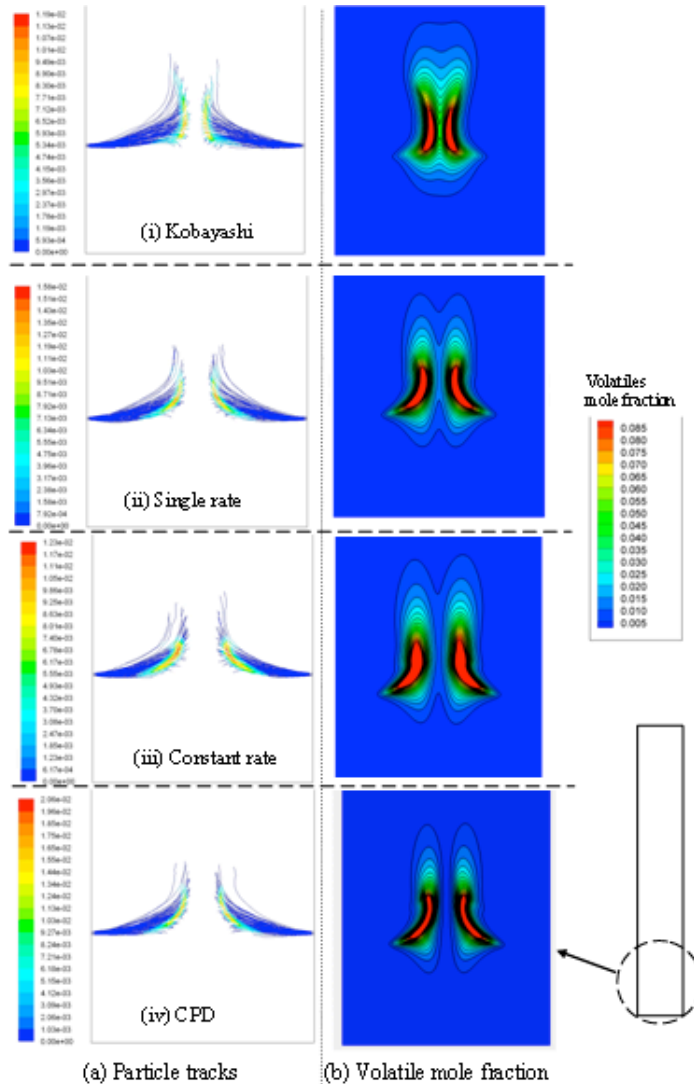 1.19e-02
1.13e-02
1.07e-02
1.01e-02
9.49e-03
8.90e-03
8.30e-03
7.71e-03
7.12e-03
6.52e-03
5.93e-03
5.34e-03
4.74e-03
4.15e-03
3.56e-03
2.97e-03
2.37e-03
1.78e-03
1.19e-03
5.93e-04
0.00e+00
(i) Kobayashi
1.58e-02
1.51e-02
1.35e-02
1.27e-02
1.19e-02
9.51e-03
8.71e-03
7.92e-03
7.13e-03
6.34e-03
5.55e-03
4.75e-03
3.96e-03
3.17e-03
2.38e-03
1.58e-03
7.92e-04
0.00e+00
(ii) Single rate
Volatiles
mole fraction
0.085
0.080
0.075
0.070
0.065
0.060
0.055
0.050
0.045
0.040
0.035
0.030
0.025
0.020
0.015
0.010
0.005
1.23e-02
1.17e-02
1.11e-02
9.25e-03
8.63e-03
8.01e-03
7.40e-03
6.78e-03
6.17e-03
5.55e-03
4.93e-03
4.32e-03
3.70e-03
3.08e-03
2.47e-03
1.85e-03
1.23e-03
6.17e-04
0.00e+00
(iii) Constant rate
2.06e-02
1.96e-02
1.85e-02
1.75e-02
1.65e-02
1.55e-02
1.44e-02
1.34e-02
1.24e-02
1.13e-02
1.03e-02
9.27e-03
8.24e-03
7.21e-03
6.18e-03
5.15e-03
4.12e-03
3.09e-03
2.06e-03
1.03e-03
0.00e+00
(iv) CPD
(a) Particle tracks
(b) Volatile mole fraction